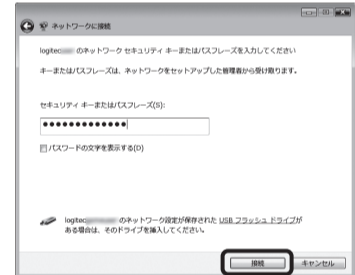 ネットワークに接続
logitec のネットワーク セキュリティ キーまたはパスフレーズを入力してください
キーまたはパスフレーズは、ネットワークをセットアップした管理者から受け取ります。
セキュリティ キーまたはパスフレーズ(S):
●●●●●●●●●●●●●
パスワードの文字を表示する(D)
logitec のネットワーク設定が保存された USB フラッシュ ドライブが
ある場合は、そのドライブを挿入してください。
接続 キャンセル